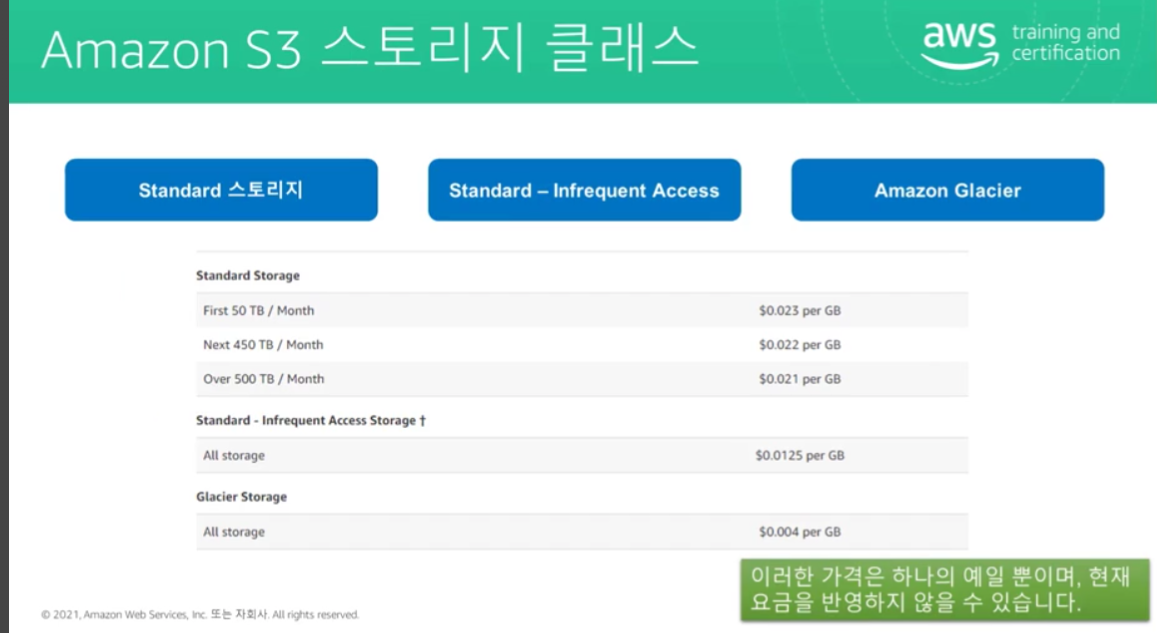 Amazon S3 스토리지 클래스
aws training and certification
Standard 스토리지
Standard – Infrequent Access
Amazon Glacier
Standard Storage
First 50 TB / Month $0.023 per GB
Next 450 TB / Month $0.022 per GB
Over 500 TB / Month $0.021 per GB
Standard - Infrequent Access Storage †
All storage $0.0125 per GB
Glacier Storage
All storage $0.004 per GB
이러한 가격은 하나의 예일 뿐이며, 현재
요금을 반영하지 않을 수 있습니다.
© 2021, Amazon Web Services, Inc. 또는 자회사. All rights reserved.